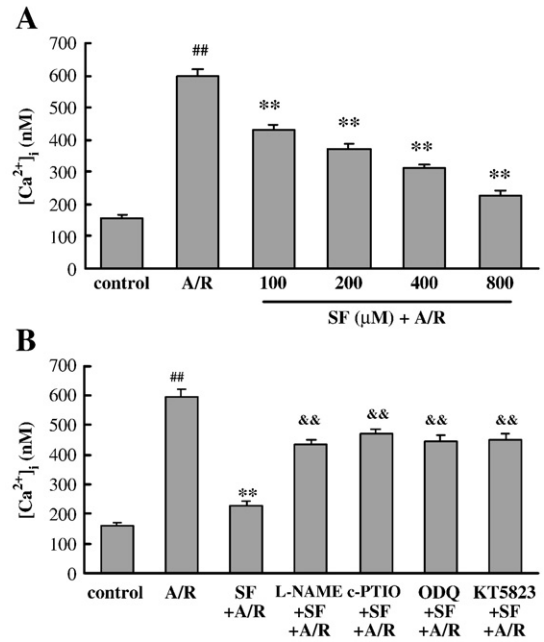 A
700
600
500
400
300
200
100
0
[Ca2+]i (nM)
##
**
**
**
**
control A/R 100 200 400 800
SF (μM) + A/R
B
700
600
500
400
300
200
100
0
[Ca2+]i (nM)
##
**
&& && && &&
control A/R SF L-NAME c-PTIO ODQ KT5823
+A/R +SF +SF +SF +SF
+A/R +A/R +A/R +A/R